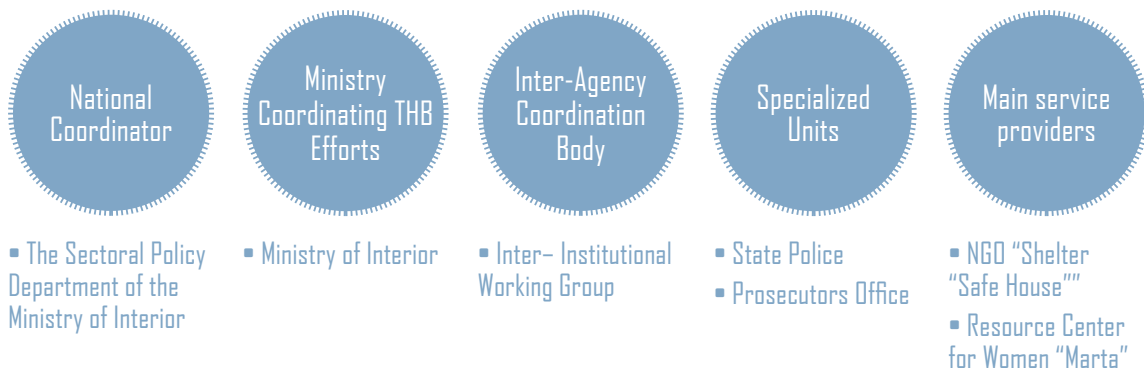 National
Coordinator
Ministry
Coordinating THB
Efforts
Inter-Agency
Coordination
Body
Specialized
Units
Main service
providers
▪ The Sectoral Policy
Department of the
Ministry of Interior
▪ Ministry of Interior
▪ Inter– Institutional
Working Group
▪ State Police
▪ Prosecutors Office
▪ NGO “Shelter
“Safe House””
▪ Resource Center
for Women “Marta”